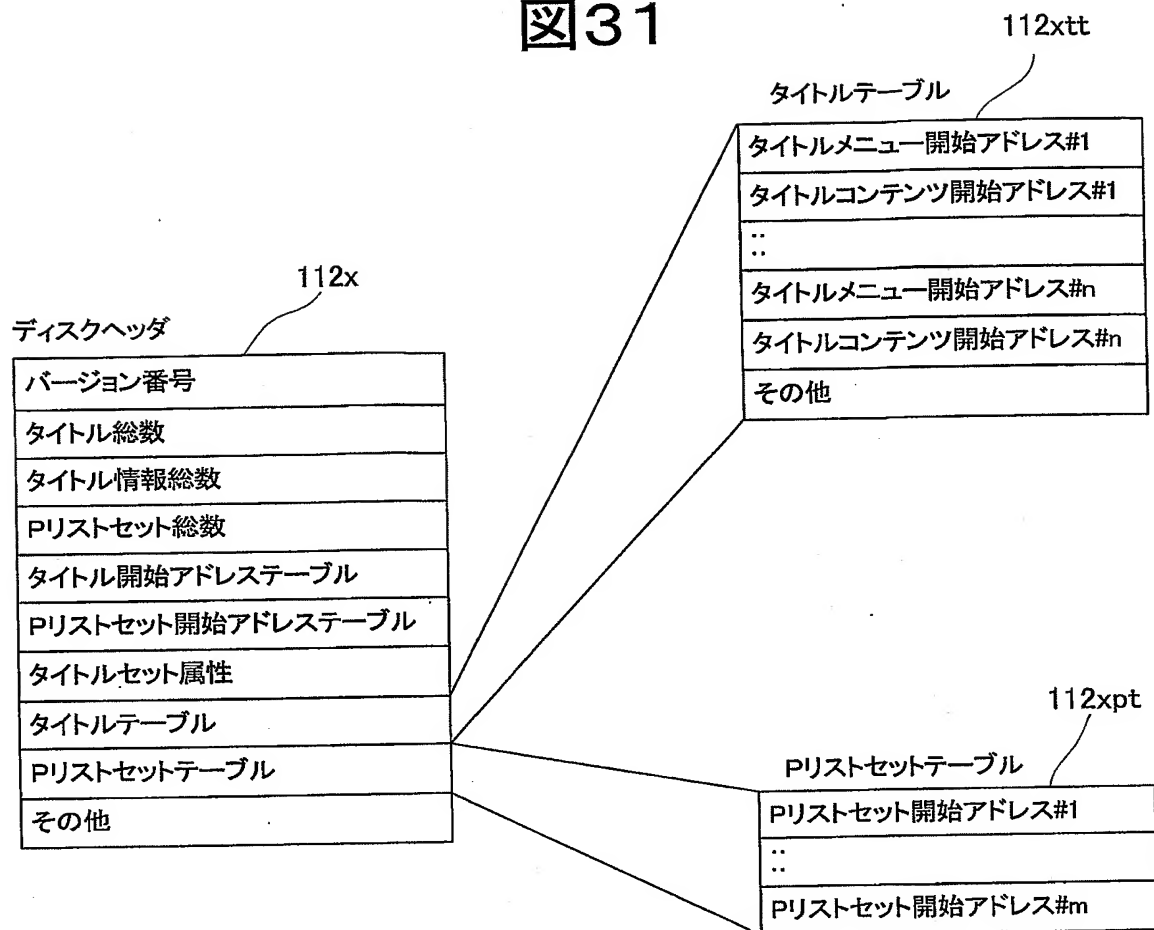 図31
112x
ディスクヘッダ
バージョン番号
タイトル総数
タイトル情報総数
Pリストセット総数
タイトル開始アドレステーブル
Pリストセット開始アドレステーブル
タイトルセット属性
タイトルテーブル
Pリストセットテーブル
その他
112xtt
タイトルテーブル
タイトルメニュー開始アドレス#1
タイトルコンテンツ開始アドレス#1
::
タイトルメニュー開始アドレス#n
タイトルコンテンツ開始アドレス#n
その他
112xpt
Pリストセットテーブル
Pリストセット開始アドレス#1
::
Pリストセット開始アドレス#m